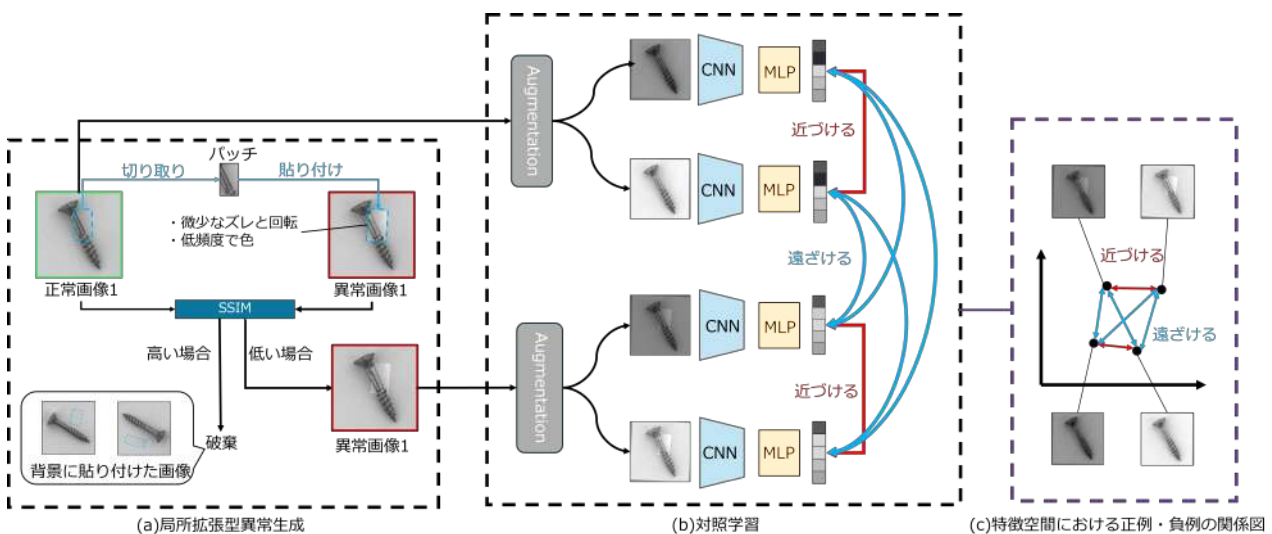 パッチ
切り取り
貼り付け
・微少なズレと回転
・低頻度で色
正常画像1
異常画像1
SSIM
高い場合
低い場合
破棄
背景に貼り付けた画像
異常画像1
(a)局所拡張型異常生成
Augmentation
CNN
MLP
近づける
CNN
MLP
遠ざける
Augmentation
CNN
MLP
近づける
CNN
MLP
(b)対照学習
近づける
遠ざける
(c)特徴空間における正例・負例の関係図